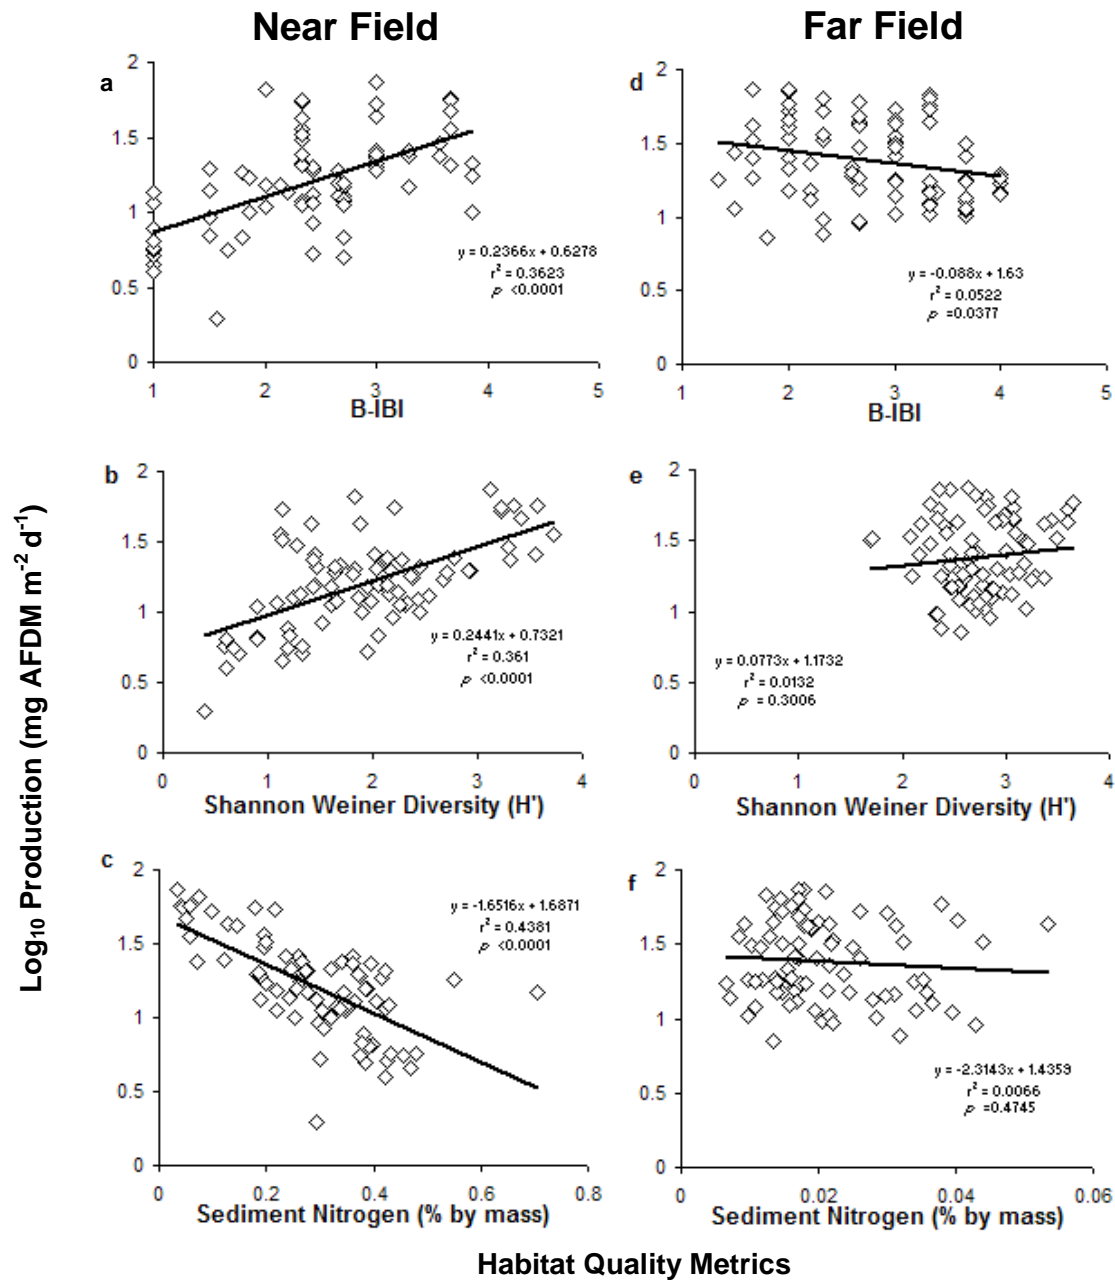 Near Field
Far Field
Log₁₀ Production (mg AFDM m⁻² d⁻¹)
a
2
1.5
1
0.5
0
y = 0.2366x + 0.6278
r² = 0.3623
p <0.0001
1 2 3 4 5
B-IBI
d
2
1.5
1
0.5
0
y = -0.088x + 1.63
r² = 0.0522
p =0.0377
1 2 3 4 5
B-IBI
b
2
1.5
1
0.5
0
y = 0.2441x + 0.7321
r² = 0.361
p <0.0001
0 1 2 3 4
Shannon Weiner Diversity (H')
e
2
1.5
1
0.5
0
y = 0.0773x + 1.1732
r² = 0.0132
p = 0.3006
0 1 2 3 4
Shannon Weiner Diversity (H')
c
2
1.5
1
0.5
0
y = -1.6516x + 1.6871
r² = 0.4381
p <0.0001
0 0.2 0.4 0.6 0.8
Sediment Nitrogen (% by mass)
f
2
1.5
1
0.5
0
y = -2.3143x + 1.4359
r² = 0.0066
p =0.4745
0 0.02 0.04 0.06
Sediment Nitrogen (% by mass)
Habitat Quality Metrics